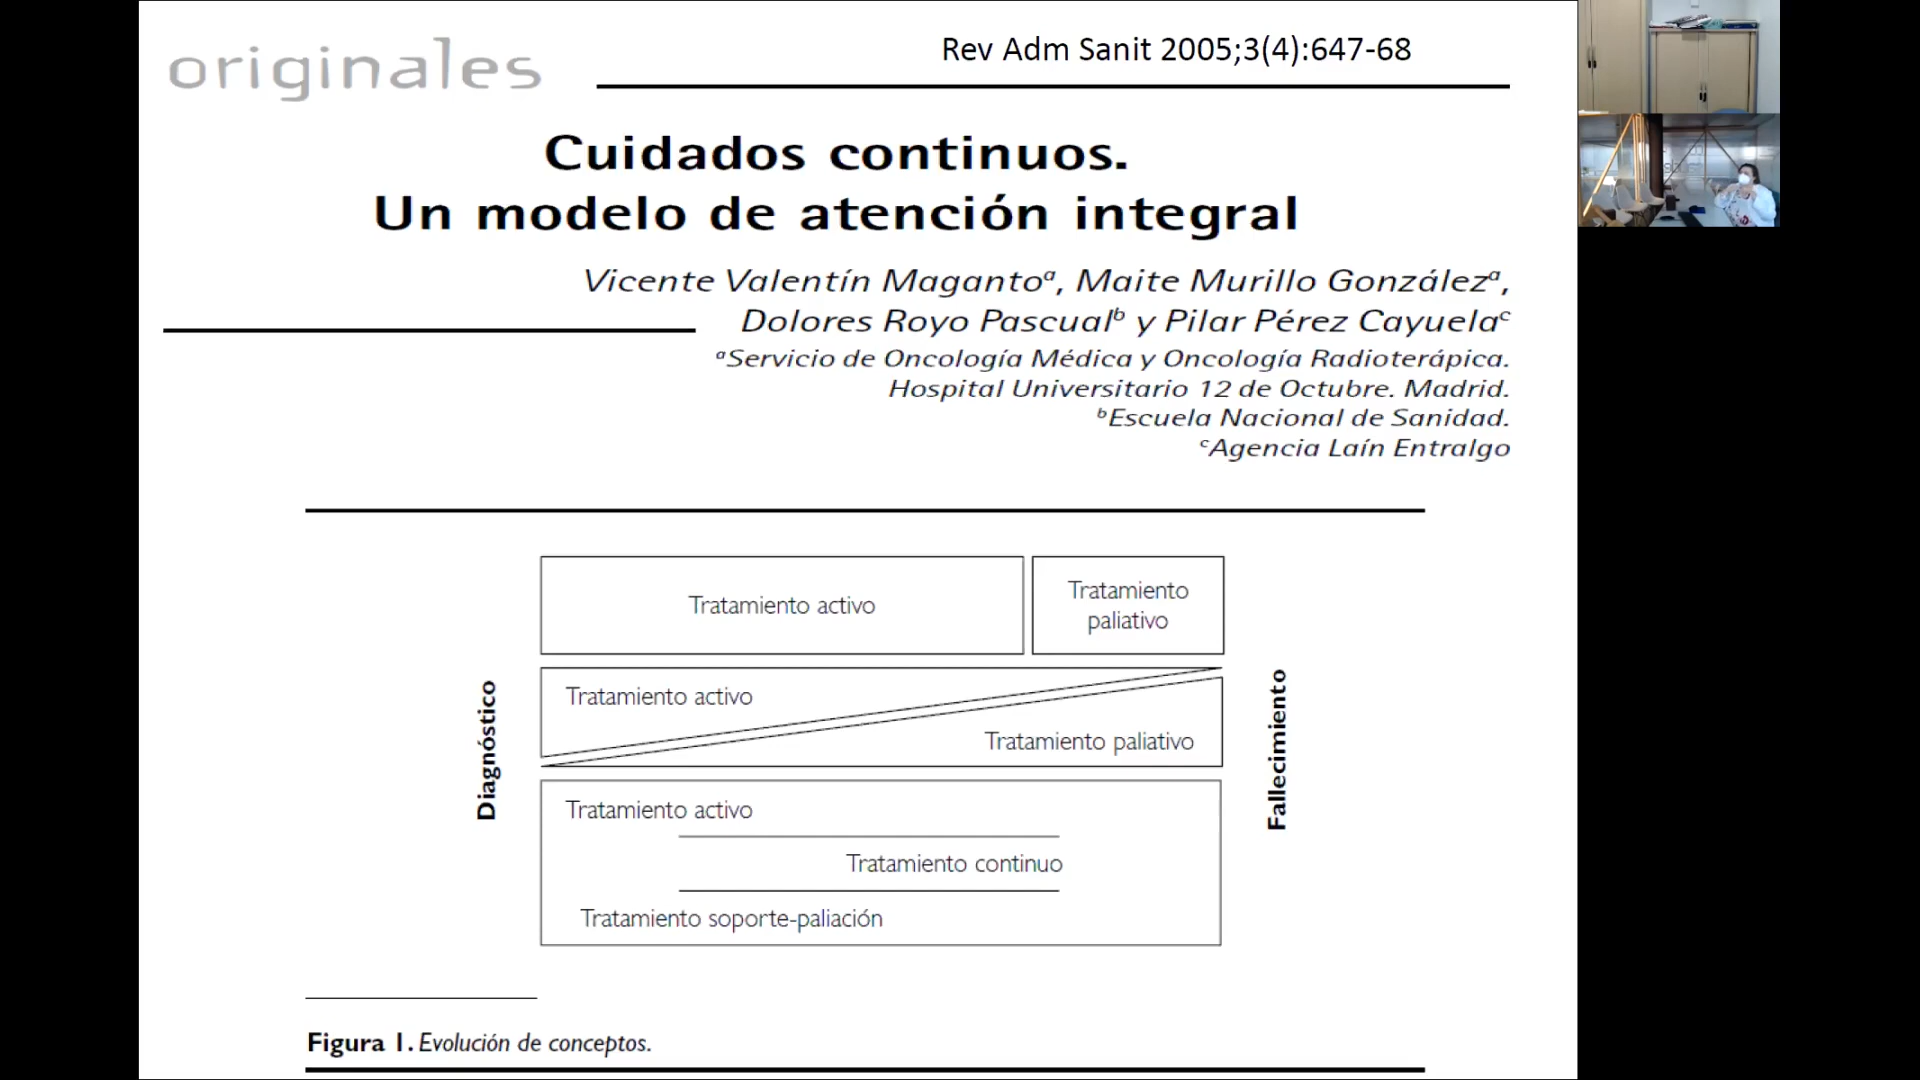 originales
Rev Adm Sanit 2005;3(4):647-68
Cuidados continuos.
Un modelo de atención integral
Vicente Valentín Magantoᵃ, Maite Murillo Gonzálezᵃ,
Dolores Royo Pascualᵇ y Pilar Pérez Cayuelaᶜ
ᵃServicio de Oncología Médica y Oncología Radioterápica.
Hospital Universitario 12 de Octubre. Madrid.
ᵇEscuela Nacional de Sanidad.
ᶜAgencia Laín Entralgo
Tratamiento activo
Tratamiento
paliativo
Diagnóstico
Tratamiento activo
Tratamiento paliativo
Fallecimiento
Tratamiento activo
Tratamiento continuo
Tratamiento soporte-paliación
Figura 1. Evolución de conceptos.